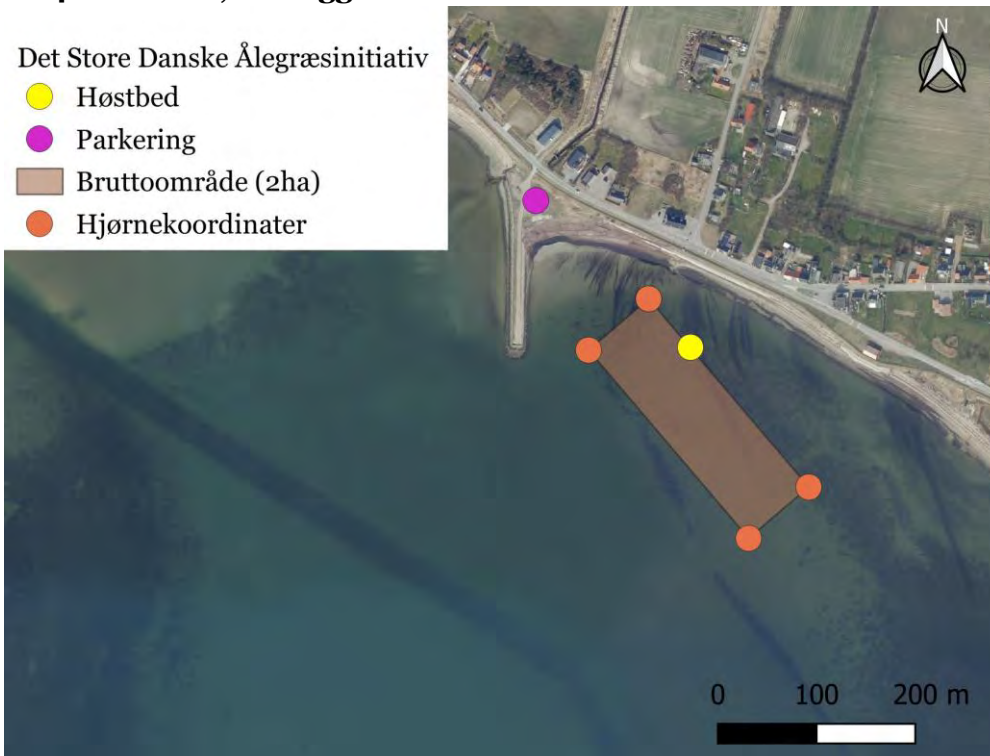 Det Store Danske Ålegræsinitiativ
Høstbed
Parkering
Bruttoområde (2ha)
Hjørnekoordinater
N
0 100 200 m